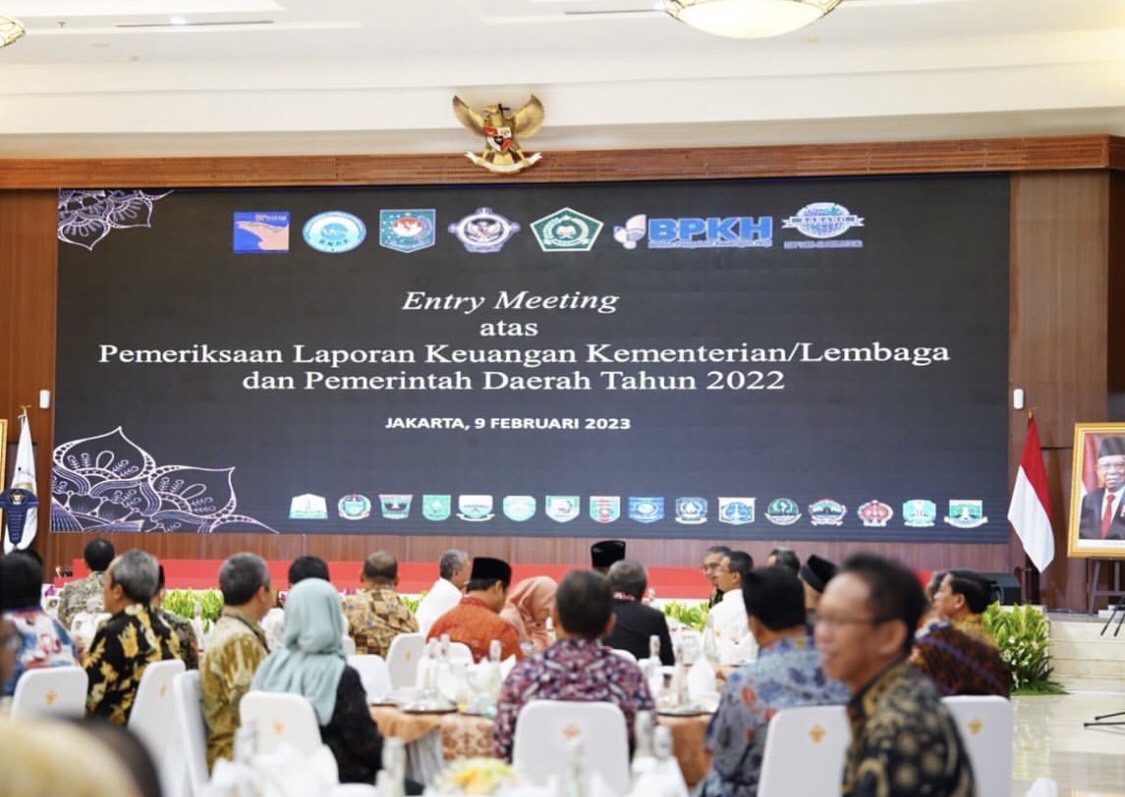 BPKH
Entry Meeting
atas
Pemeriksaan Laporan Keuangan Kementerian/Lembaga
dan Pemerintah Daerah Tahun 2022
JAKARTA, 9 FEBRUARI 2023